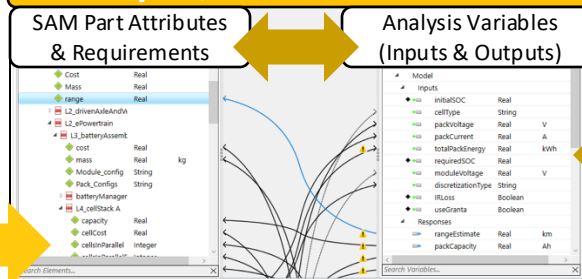 SAM Part Attributes
& Requirements
Analysis Variables
(Inputs & Outputs)
Cost Real
Mass Real
range Real
L2_drivenAxleAndW
L2_ePowertrain
L3_batteryAssemt
cost Real
mass Real kg
Module_config String
Pack_Configs String
batteryManager
L4_cellStack A
capacity Real
cellCost Real
cellsinParallel Integer
Search Elements...
Model
Inputs
initialSOC Real
cellType String
packVoltage Real V
packCurrent Real A
totalPackEnergy Real kWh
requiredSOC Real
moduleVoltage Real V
discretizationType String
IRLoss Boolean
useGranta Boolean
Responses
rangeEstimate Real km
packCapacity Real Ah
Search Variables...